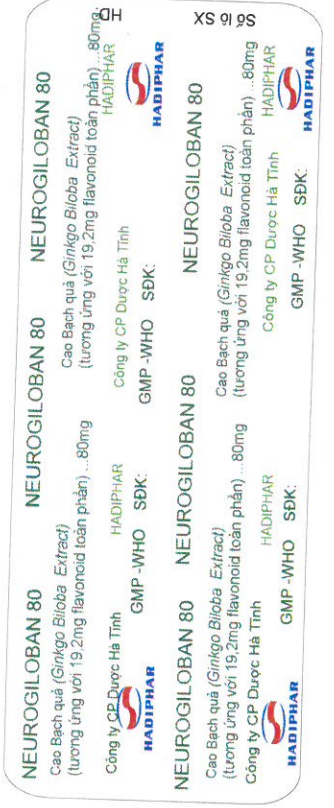 NEUROGILOBAN 80 NEUROGILOBAN 80 NEUROGILOBAN 80
Cao Bạch quả (Ginkgo Biloba Extract)
(tương ứng với 19,2mg flavonoid toàn phần) ...80mg
Công ty CP Dược Hà Tĩnh HADIPHAR
GMP -WHO SĐK:
HADIPHAR
Cao Bạch quả (Ginkgo Biloba Extract)
(tương ứng với 19,2mg flavonoid toàn phần) ...80mg
HADIPHAR
Công ty CP Dược Hà Tĩnh
GMP -WHO SĐK:
HADIPHAR
NEUROGILOBAN 80 NEUROGILOBAN 80 NEUROGILOBAN 80
Cao Bạch quả (Ginkgo Biloba Extract)
(tương ứng với 19,2mg flavonoid toàn phần) ...80mg
Công ty CP Dược Hà Tĩnh HADIPHAR
GMP -WHO SĐK:
HADIPHAR
Cao Bạch quả (Ginkgo Biloba Extract)
(tương ứng với 19,2mg flavonoid toàn phần) ...80mg
Công ty CP Dược Hà Tĩnh HADIPHAR
GMP -WHO SĐK:
HADIPHAR
HD
Số lô SX